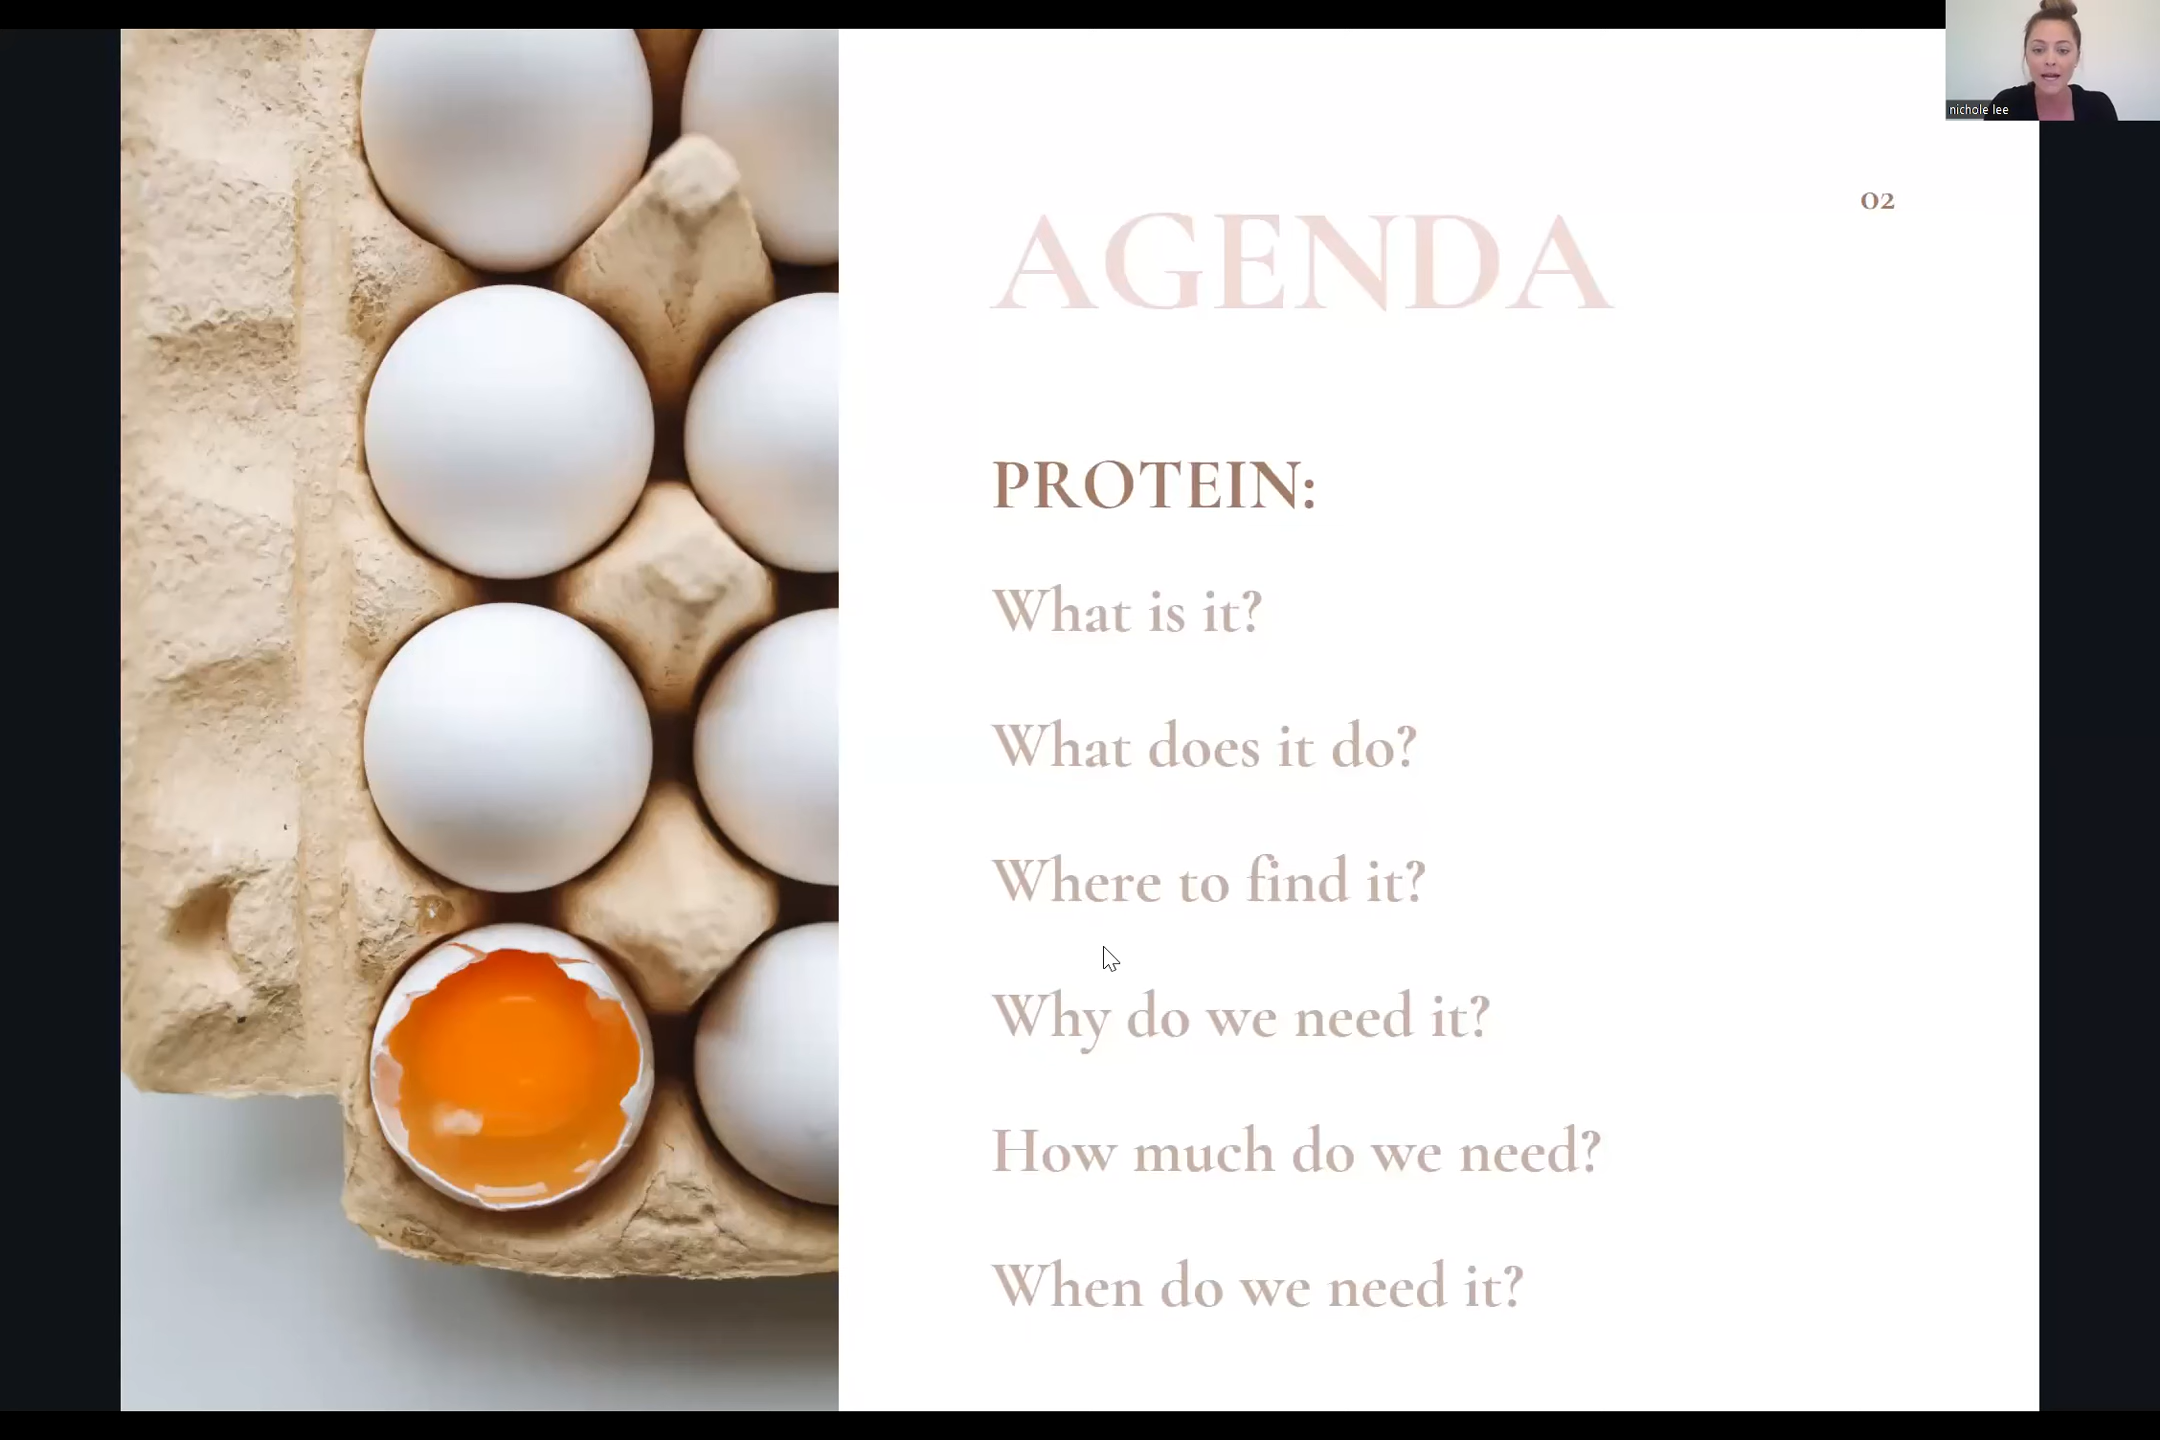 nichole lee
02
AGENDA
PROTEIN:
What is it?
What does it do?
Where to find it?
Why do we need it?
How much do we need?
When do we need it?